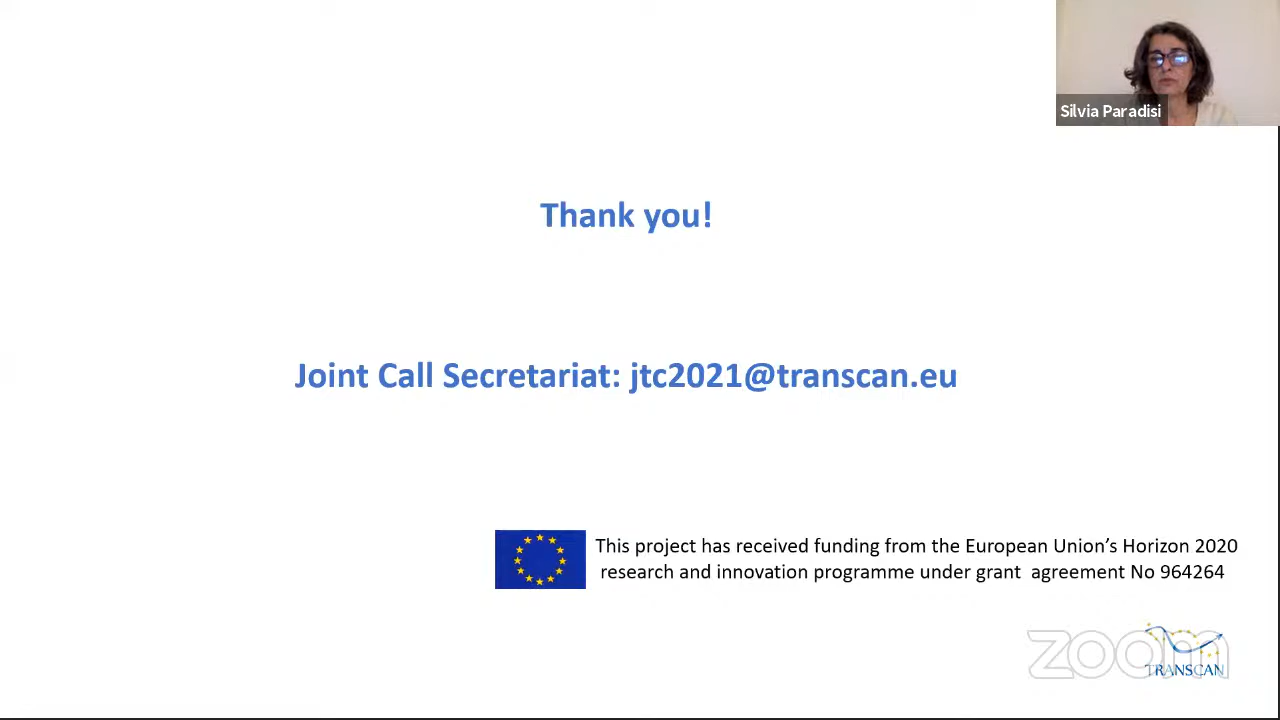 Silvia Paradisi
Thank you!
Joint Call Secretariat: jtc2021@transcan.eu
This project has received funding from the European Union’s Horizon 2020
research and innovation programme under grant agreement No 964264
zoom
TRANSCAN